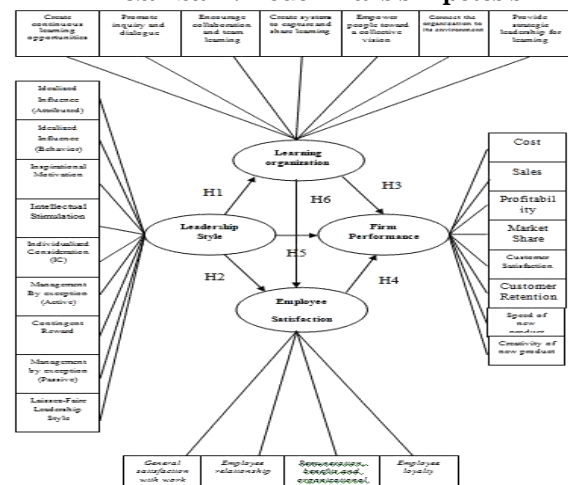 Create
continuous
learning
opportunities
Promote
inquiry and
dialogue
Encourage
collaboration
and team
learning
Create systems
to capture and
share learning
Empower
people toward
a collective
vision
Connect the
organization to
its environment
Provide
strategic
leadership for
learning
Idealized
Influence
(Attributed)
Idealized
Influence
(Behavior)
Inspirational
Motivation
Intellectual
Stimulation
Individualized
Consideration
(IC)
Management
By exception
(Active)
Contingent
Reward
Management
by exception
(Passive)
Laissez-Faire
Leadership
Style
Learning
organization
H1
H6
H3
Leadership
Style
Firm
Performance
H5
H2
H4
Employee
Satisfaction
Cost
Sales
Profitabil
ity
Market
Share
Customer
Satisfaction
Customer
Retention
Speed of
new
product
Creativity of
new product
General
satisfaction
with work
Employee
relationship
Remuneration,
benefits and
organizational
Employee
loyalty